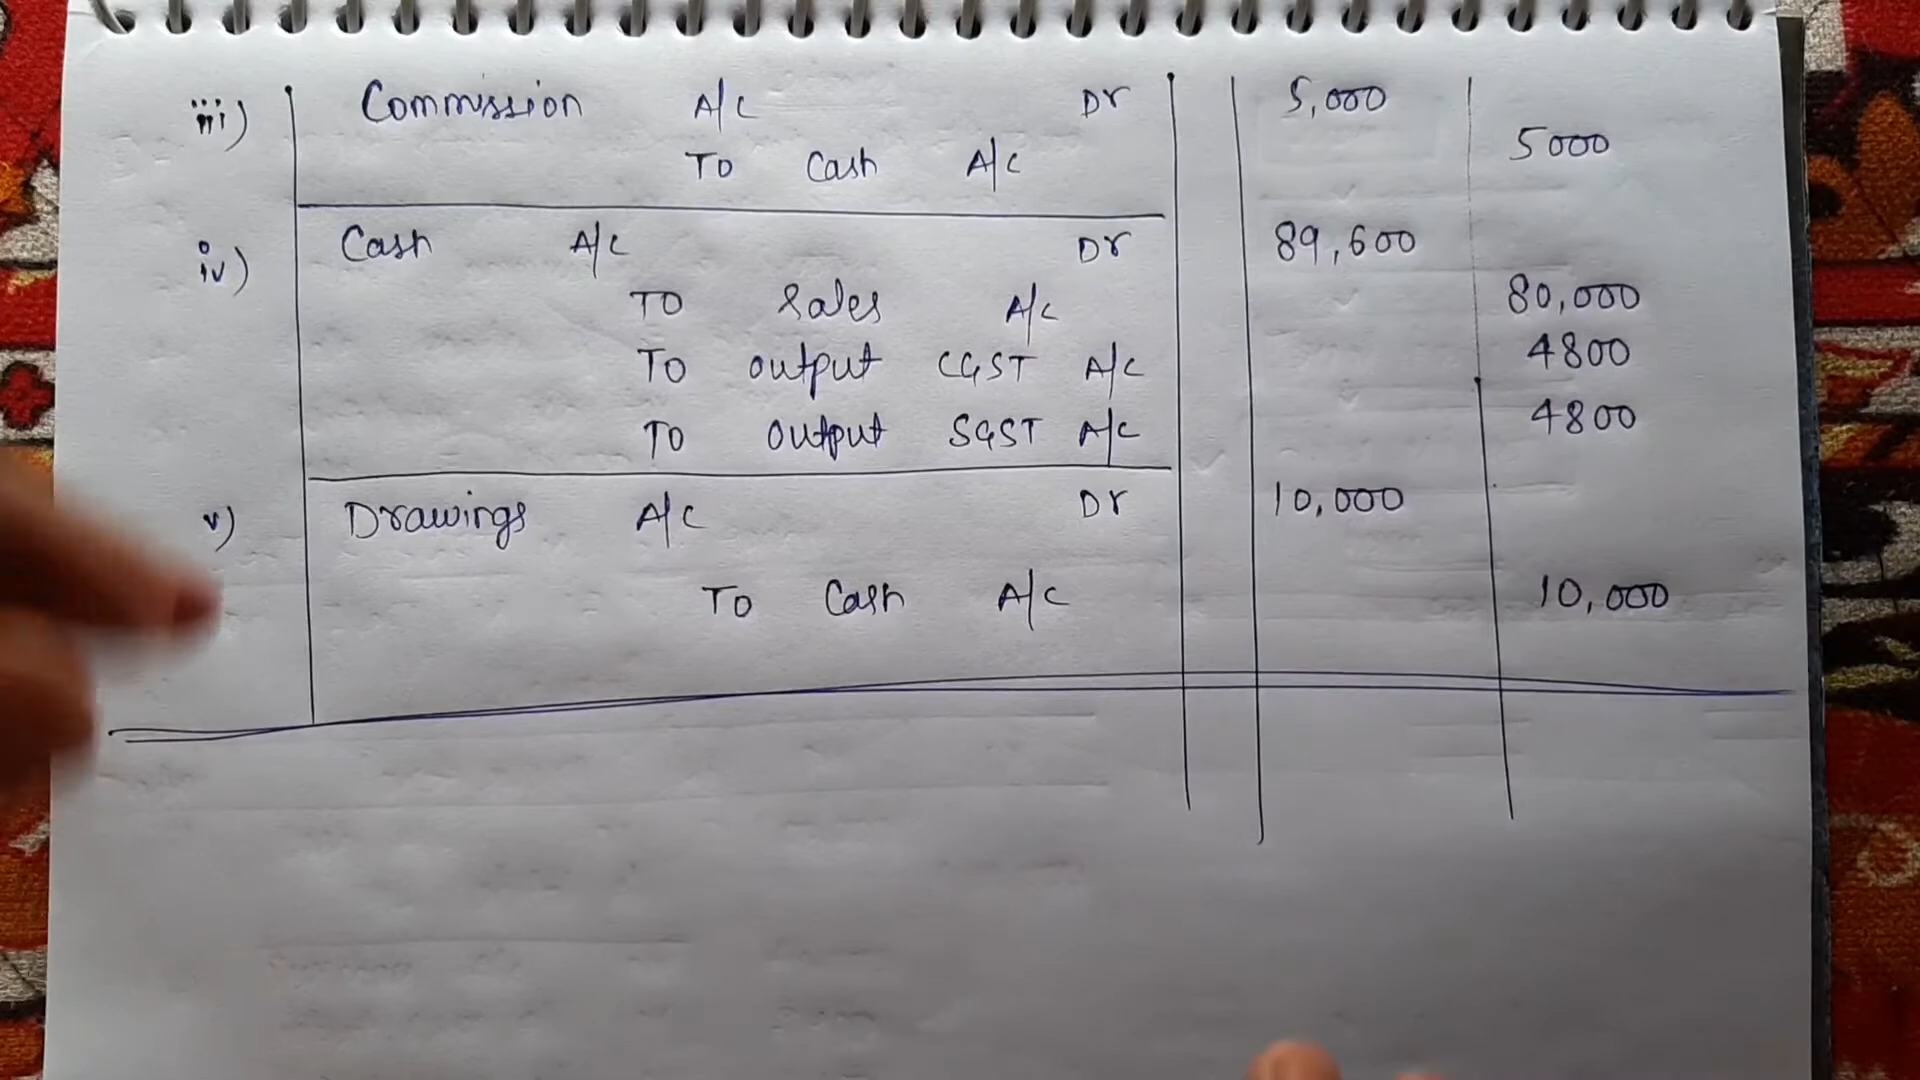 iii) Commission A/C Dr 5,000
To Cash A/C 5000
iv) Cash A/C Dr 89,600
To Sales A/C 80,000
To output CGST A/C 4800
To output SGST A/C 4800
v) Drawings A/C Dr 10,000
To Cash A/C 10,000